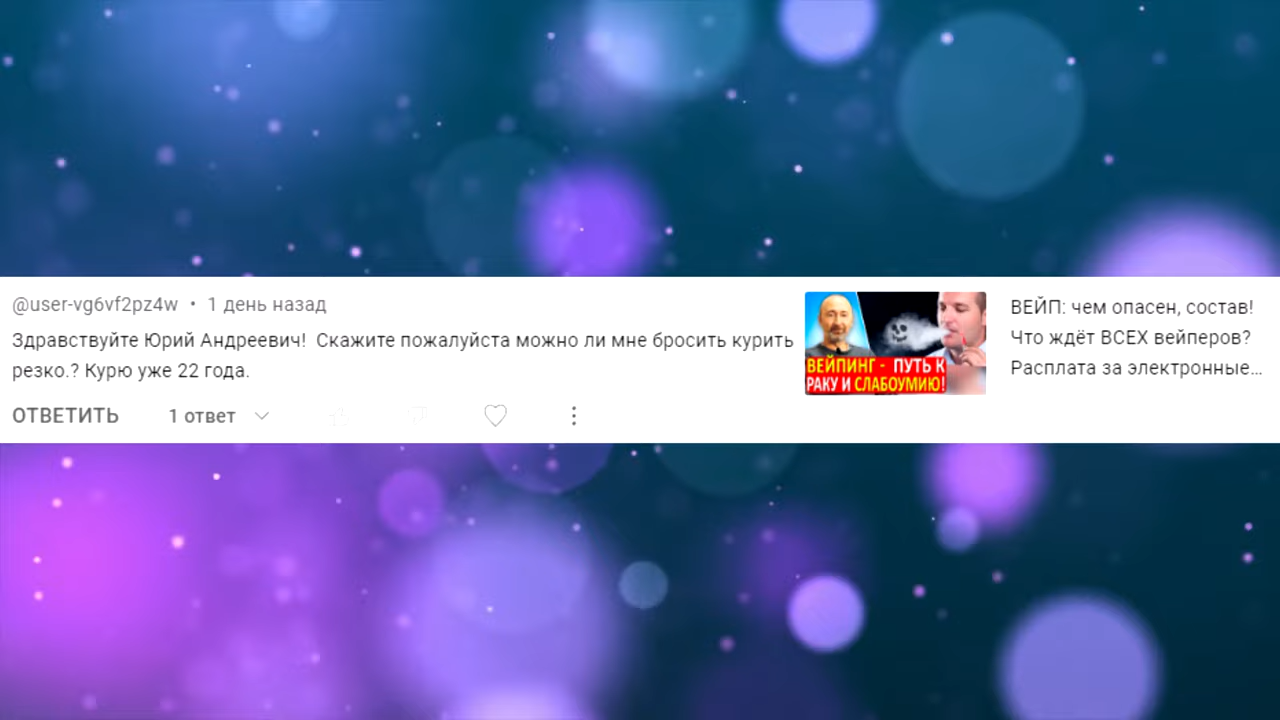 @user-vg6vf2pz4w • 1 день назад
Здравствуйте Юрий Андреевич! Скажите пожалуйста можно ли мне бросить курить
резко.? Курю уже 22 года.
ОТВЕТИТЬ 1 ответ
ВЕЙПИНГ - ПУТЬ К
РАКУ И СЛАБОУМИЮ!
ВЕЙП: чем опасен, состав!
Что ждёт ВСЕХ вейперов?
Расплата за электронные...